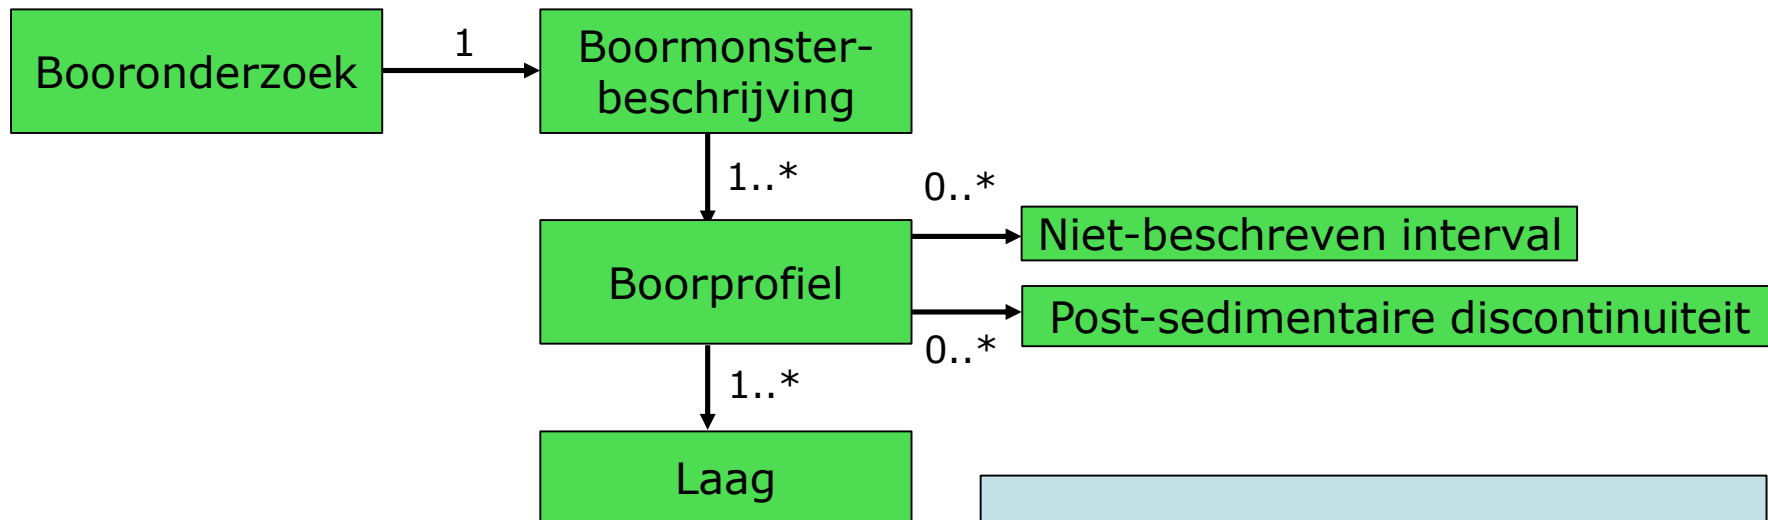 Booronderzoek
1
Boormonster-
beschrijving
1..*
0..*
Niet-beschreven interval
Boorprofiel
Post-sedimentaire discontinuiteit
0..*
1..*
Laag